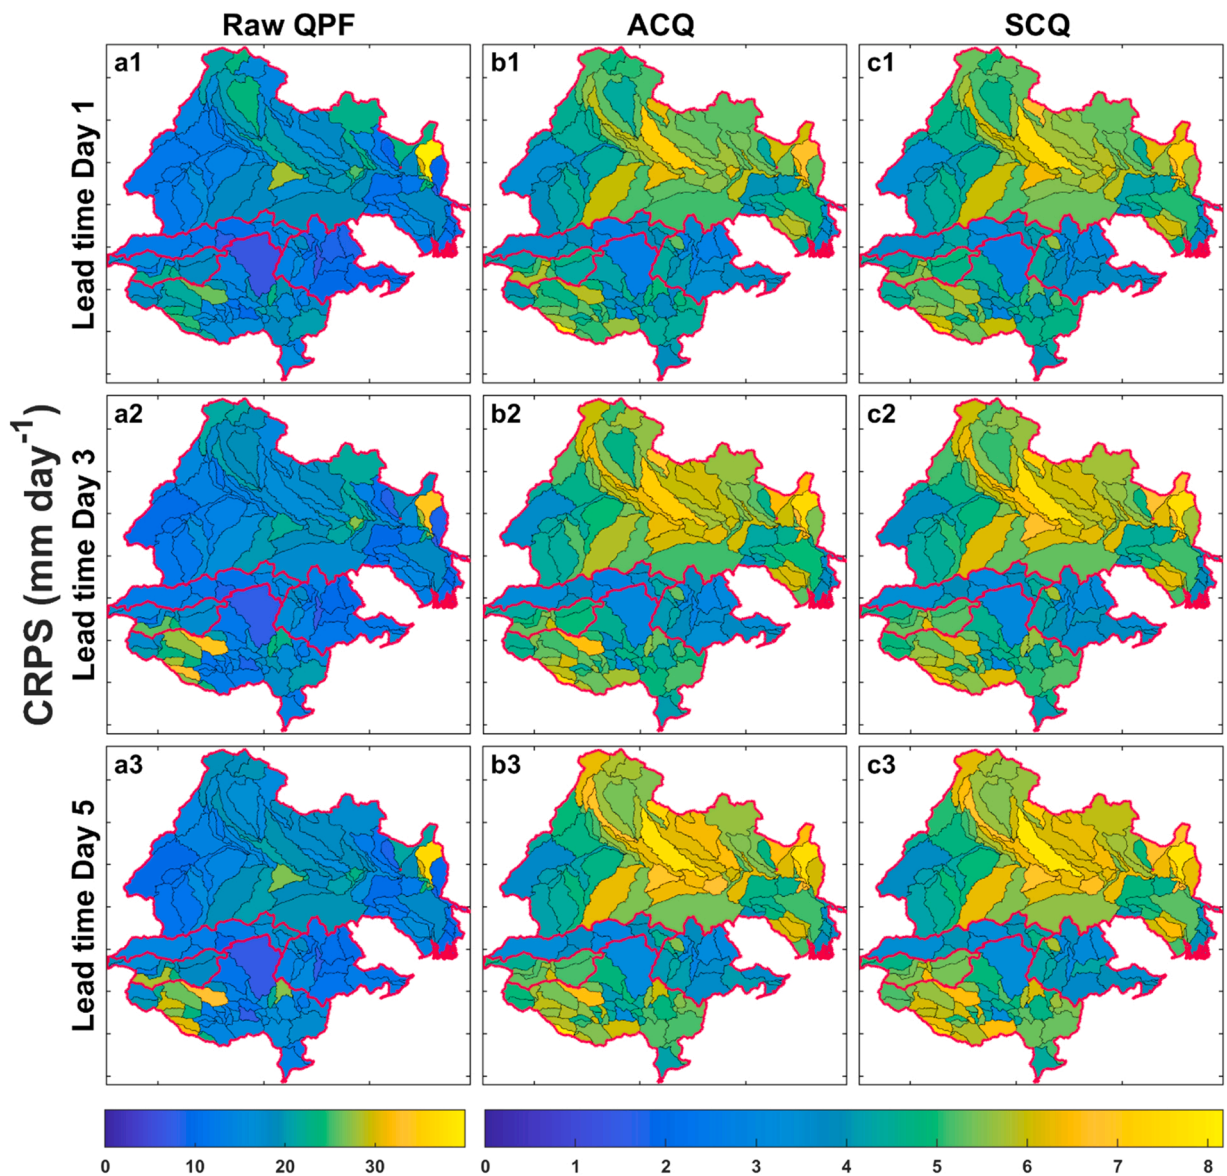 Raw QPF ACQ SCQ
a1 b1 c1
Lead time Day 1
a2 b2 c2
Lead time Day 3
CRPS (mm day-1)
a3 b3 c3
Lead time Day 5
0 10 20 30
0 1 2 3 4 5 6 7 8